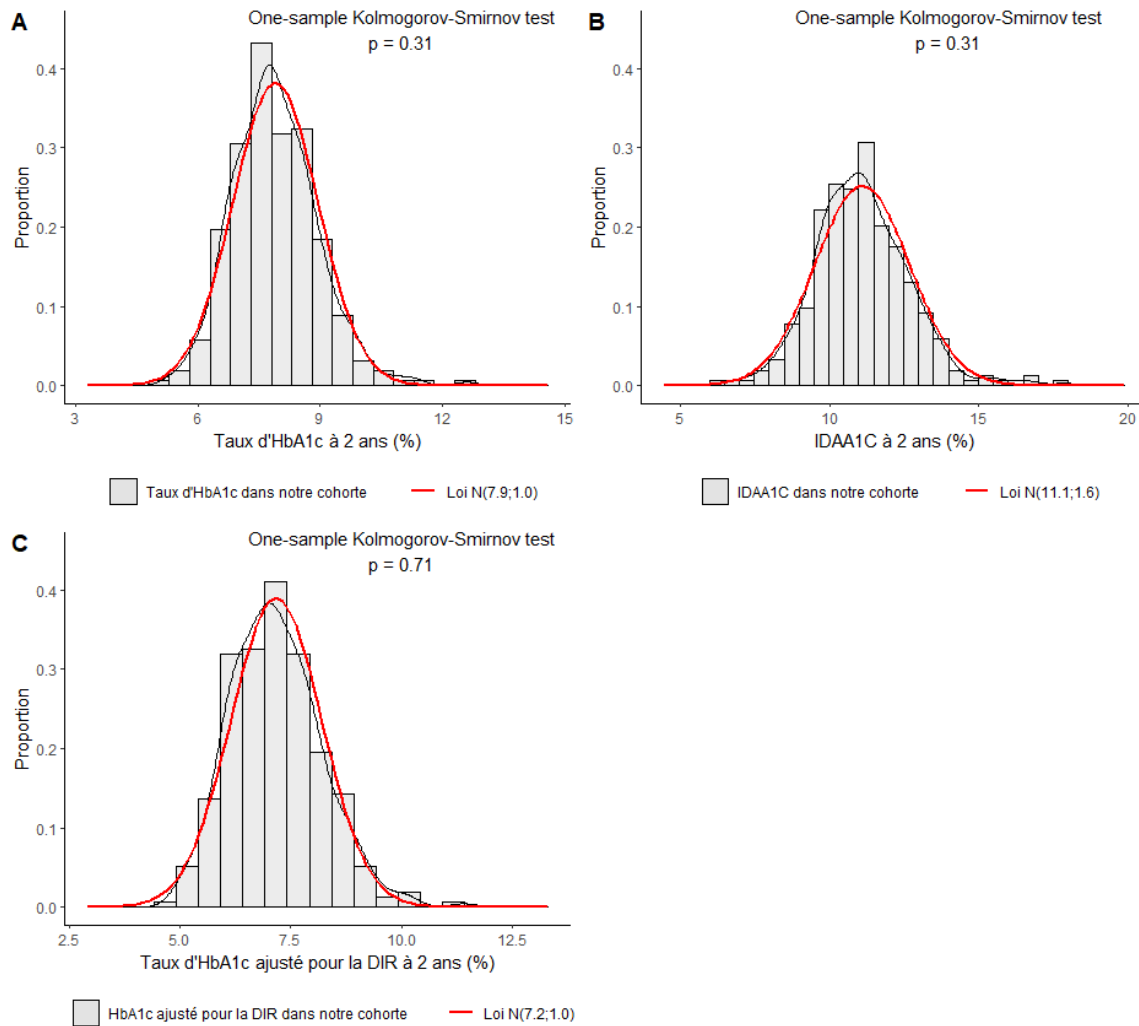 A
One-sample Kolmogorov-Smirnov test
p = 0.31
Proportion
0.4
0.3
0.2
0.1
0.0
3
6
9
12
15
Taux d'HbA1c à 2 ans (%)
Taux d'HbA1c dans notre cohorte
Loi N(7.9;1.0)
B
One-sample Kolmogorov-Smirnov test
p = 0.31
Proportion
0.4
0.3
0.2
0.1
0.0
5
10
15
20
IDAA1C à 2 ans (%)
IDAA1C dans notre cohorte
Loi N(11.1;1.6)
C
One-sample Kolmogorov-Smirnov test
p = 0.71
Proportion
0.4
0.3
0.2
0.1
0.0
2.5
5.0
7.5
10.0
12.5
Taux d'HbA1c ajusté pour la DIR à 2 ans (%)
HbA1c ajusté pour la DIR dans notre cohorte
Loi N(7.2;1.0)